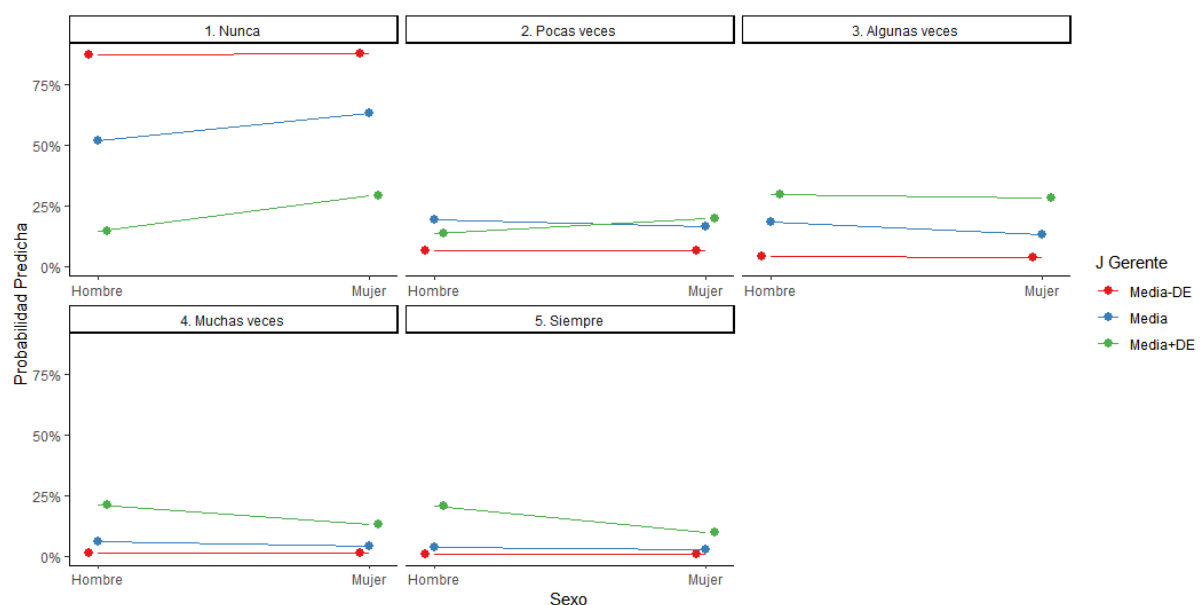 1. Nunca
2. Pocas veces
3. Algunas veces
75%
50%
25%
0%
Hombre
Mujer
Hombre
Mujer
Hombre
Mujer
4. Muchas veces
5. Siempre
75%
50%
25%
0%
Hombre
Mujer
Hombre
Mujer
Sexo
Probabilidad Predicha
J Gerente
Media-DE
Media
Media+DE